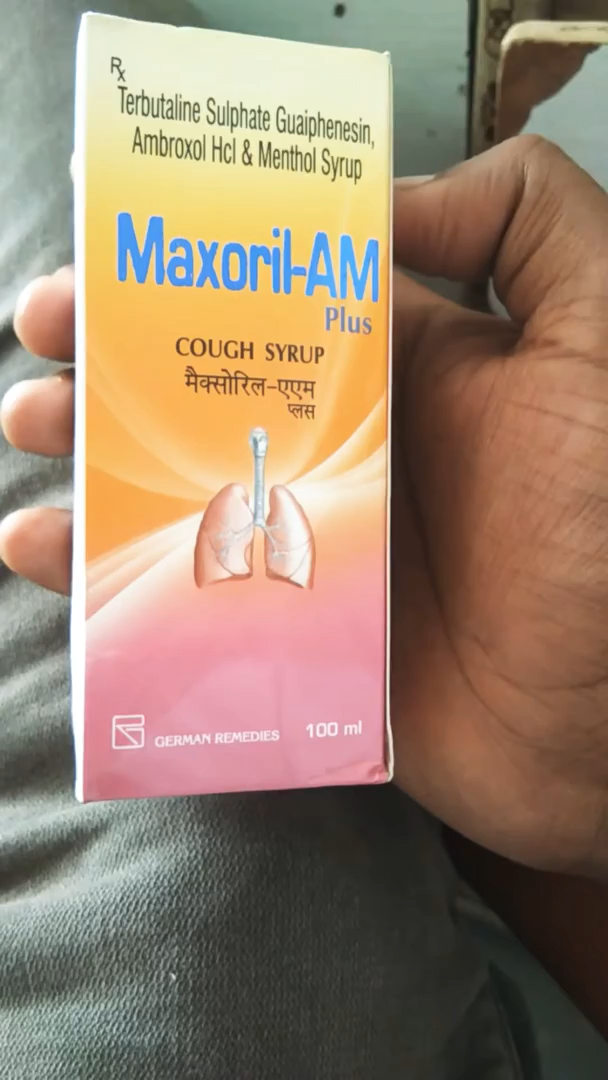 Rx
Terbutaline Sulphate Guaiphenesin,
Ambroxol Hcl & Menthol Syrup
Maxoril-AM
Plus
COUGH SYRUP
मैक्सोरिल-एएम
प्लस
GERMAN REMEDIES
100 ml